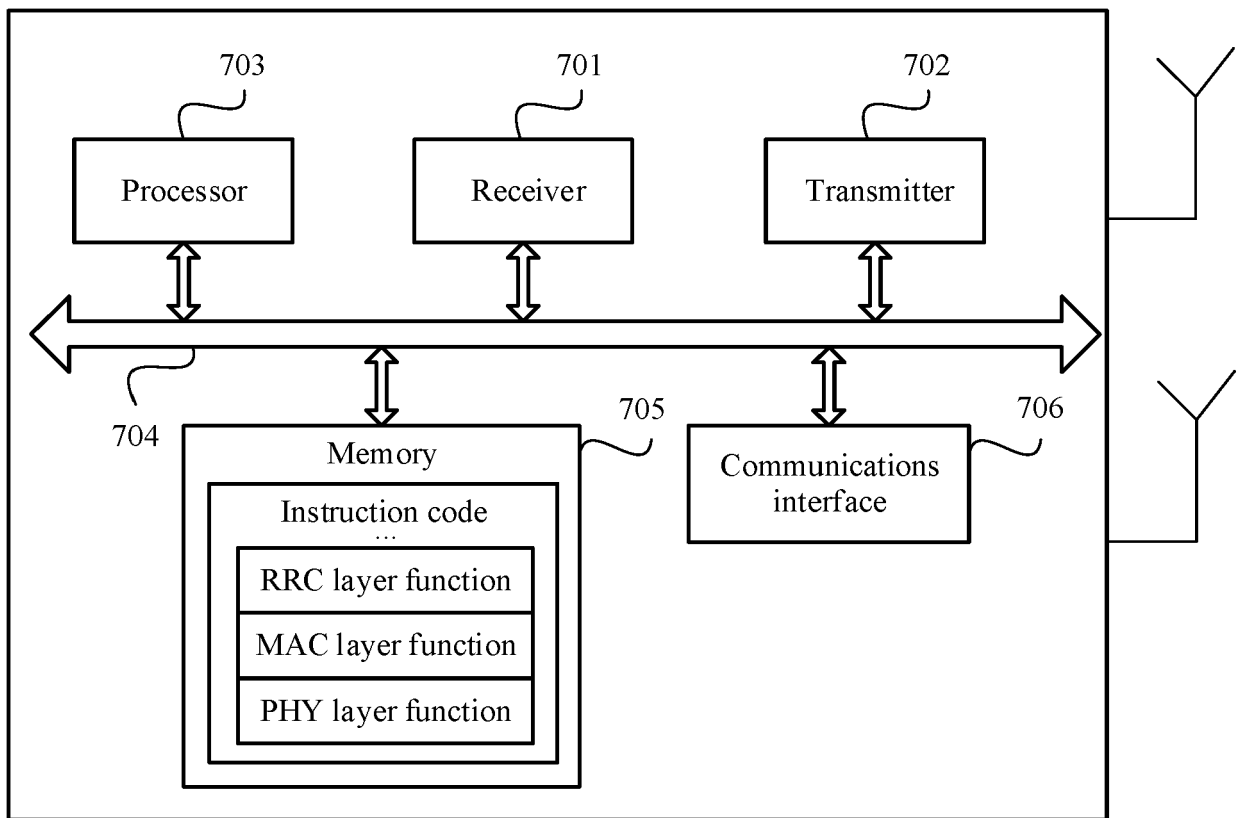 703
701
702
Processor
Receiver
Transmitter
704
705
706
Memory
Instruction code
...
RRC layer function
MAC layer function
PHY layer function
Communications
interface